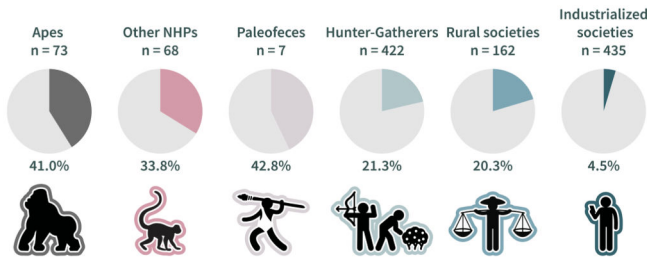 Apes
n = 73
Other NHPs
n = 68
Paleofeces
n = 7
Hunter-Gatherers
n = 422
Rural societies
n = 162
Industrialized
societies
n = 435
41.0%
33.8%
42.8%
21.3%
20.3%
4.5%